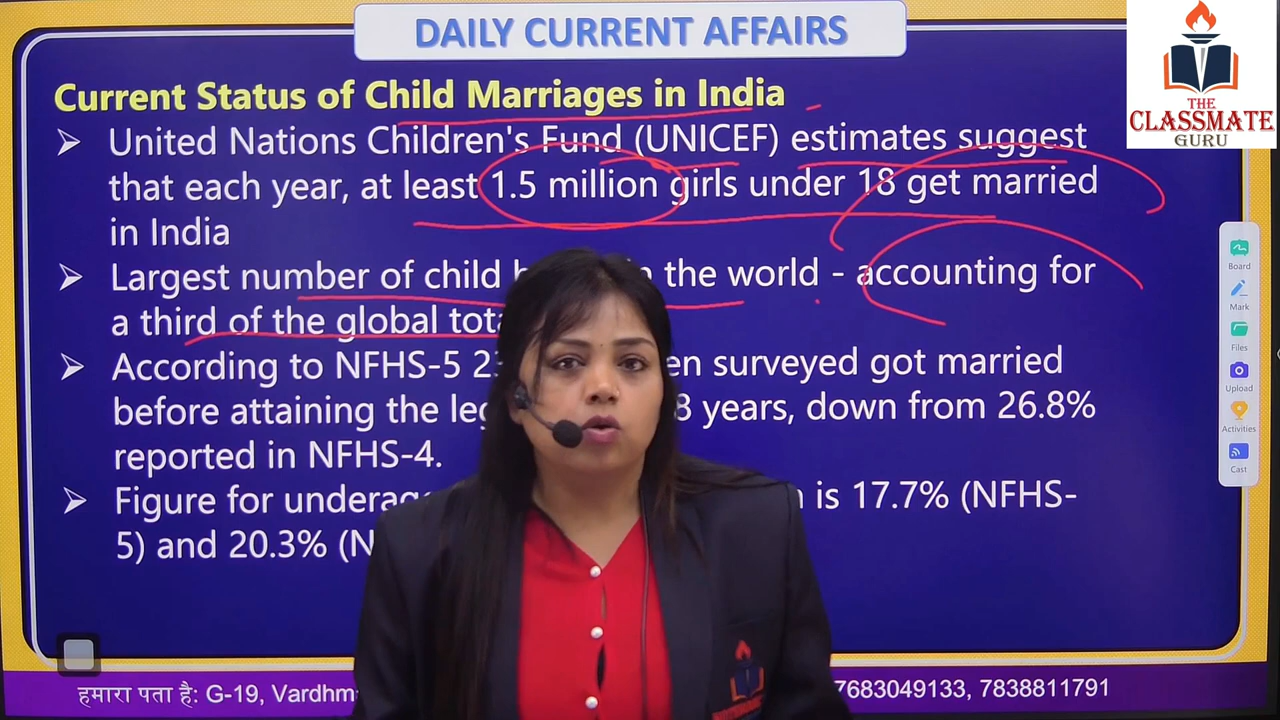 DAILY CURRENT AFFAIRS
THE
CLASSMATE
GURU
Current Status of Child Marriages in India
➤ United Nations Children's Fund (UNICEF) estimates suggest
that each year, at least 1.5 million girls under 18 get married
in India
➤ Largest number of child the world - accounting for
a third of the global
➤ According to NFHS-5 surveyed got married
before attaining the years, down from 26.8%
reported in NFHS-4.
➤ Figure for is 17.7% (NFHS-
5) and 20.3%
Board
Mark
Files
Upload
Activities
Cast
हमारा पता है: G-19, 7683049133, 7838811791